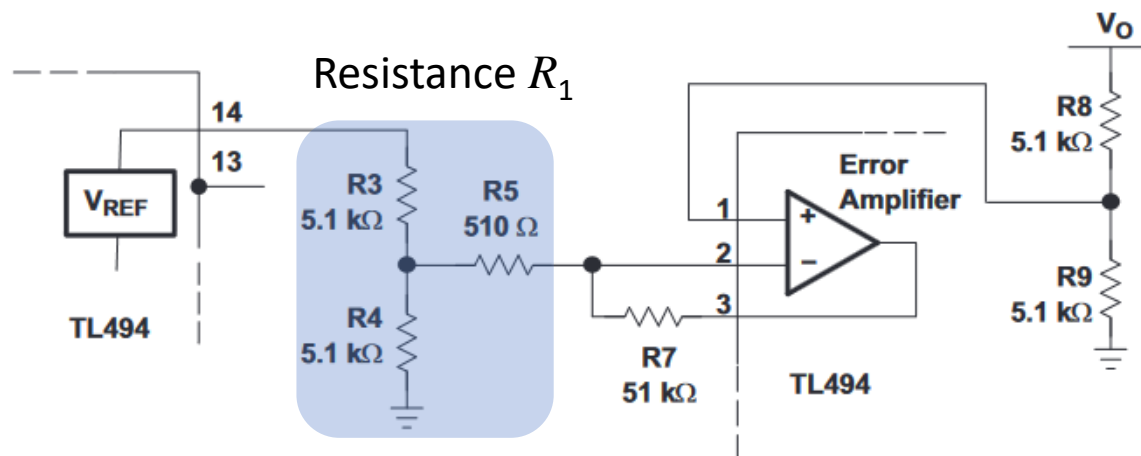 Resistance R1
14
13
VREF
TL494
R3
5.1 kΩ
R4
5.1 kΩ
R5
510 Ω
R7
51 kΩ
1
2
3
+
−
Error
Amplifier
TL494
VO
R8
5.1 kΩ
R9
5.1 kΩ